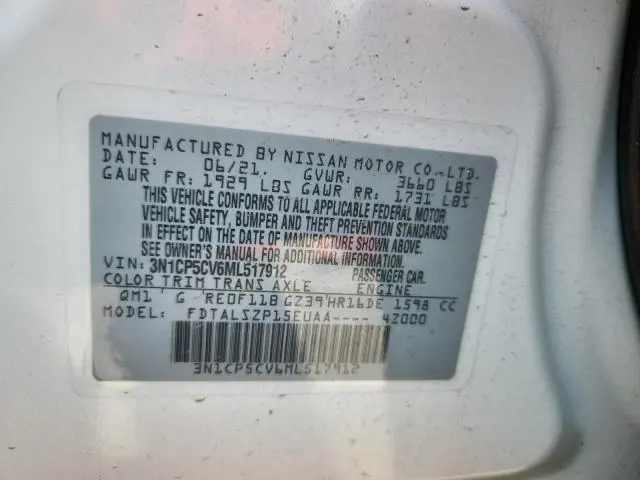 MANUFACTURED BY NISSAN MOTOR CO.,LTD.
DATE: 06/21. GVWR: 3660 LBS
GAWR FR: 1929 LBS GAWR RR: 1731 LBS
THIS VEHICLE CONFORMS TO ALL APPLICABLE FEDERAL MOTOR
VEHICLE SAFETY, BUMPER AND THEFT PREVENTION STANDARDS
IN EFFECT ON THE DATE OF MANUFACTURE SHOWN ABOVE.
SEE OWNER'S MANUAL FOR ADDITIONAL INFORMATION.
VIN: 3N1CP5CV6ML517912 PASSENGER CAR.
COLOR TRIM TRANS AXLE ENGINE
QM1 G RE0F11B GZ39 HR16DE 1598 CC
MODEL: FDTALSZP15EUAA---- 4Z000
3N1CP5CV6ML517912